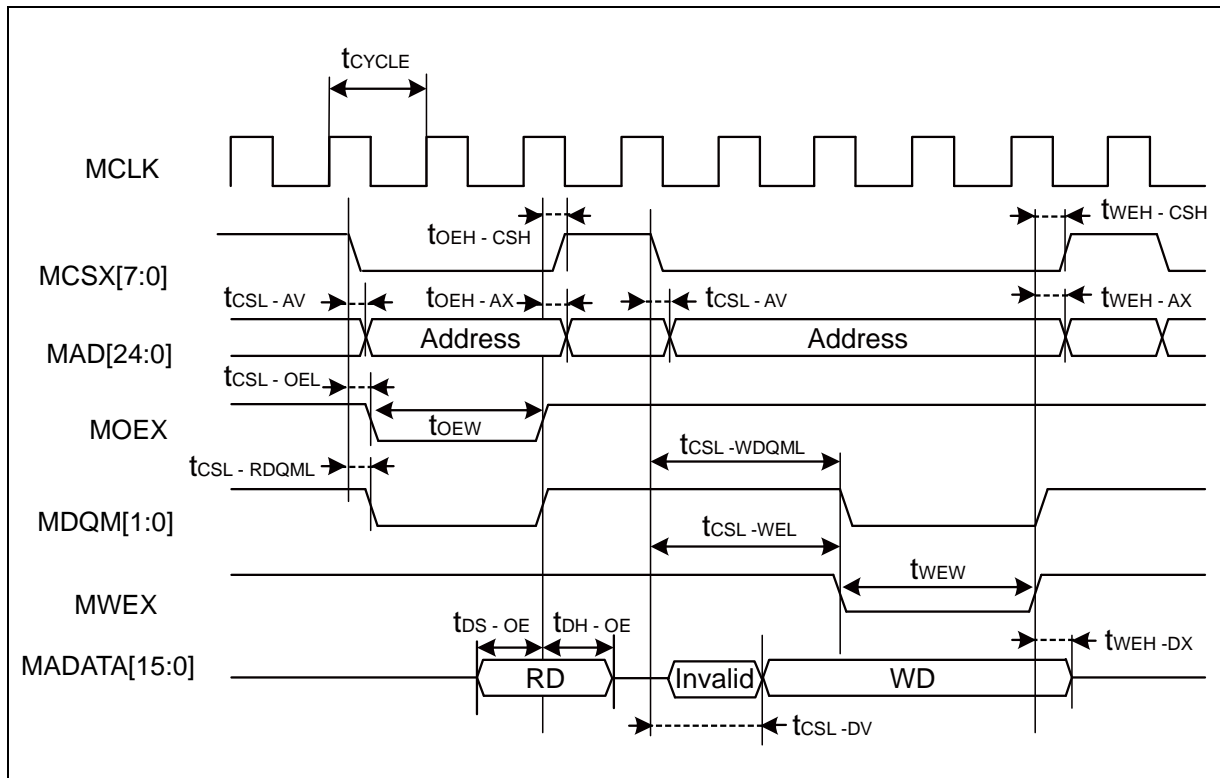 tCYCLE
MCLK
tOEH - CSH
tWEH - CSH
MCSX[7:0]
tCSL - AV
tOEH - AX
tCSL - AV
tWEH - AX
MAD[24:0]
Address
Address
tCSL - OEL
MOEX
tOEW
tCSL -WDQML
tCSL - RDQML
MDQM[1:0]
tCSL -WEL
tWEW
MWEX
tDS - OE
tDH - OE
tWEH -DX
MADATA[15:0]
RD
Invalid
WD
tCSL -DV